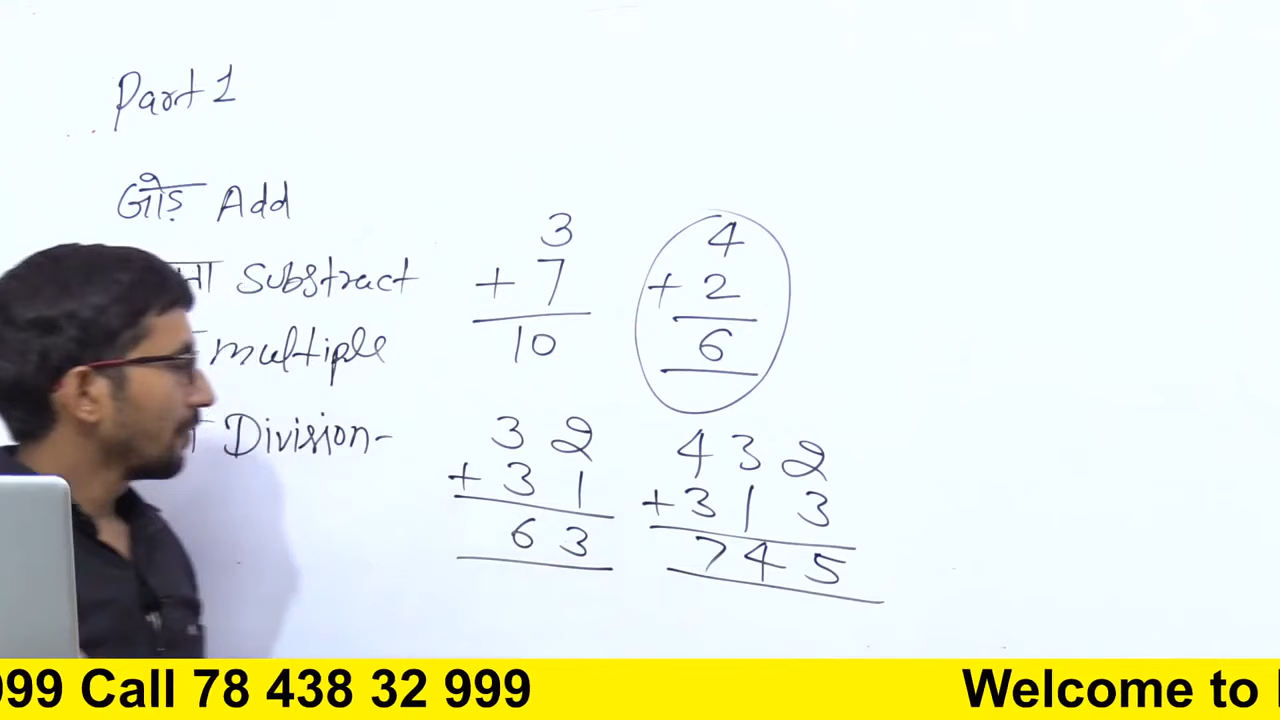 Part 1
जोड़ Add
Substract
multiple
Division-
3
+ 7
10
4
+ 2
6
3 2
+ 3 1
6 3
4 3 2
+ 3 1 3
7 4 5
999 Call 78 438 32 999
Welcome to